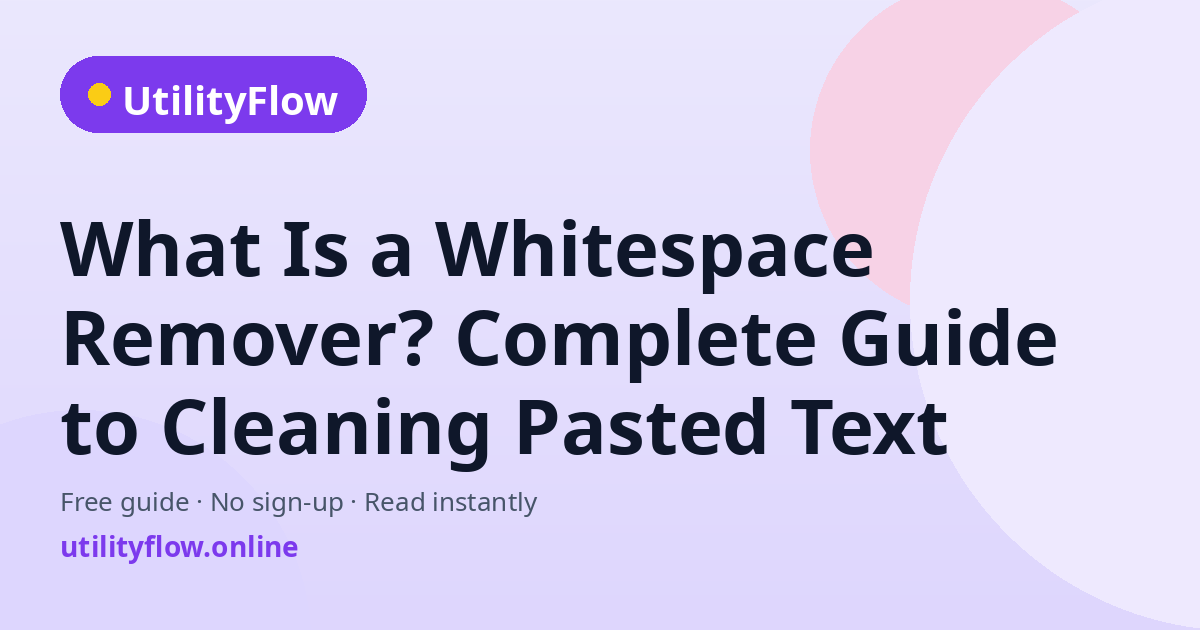 UtilityFlow
What Is a Whitespace
Remover? Complete Guide
to Cleaning Pasted Text
Free guide · No sign-up · Read instantly
utilityflow.online